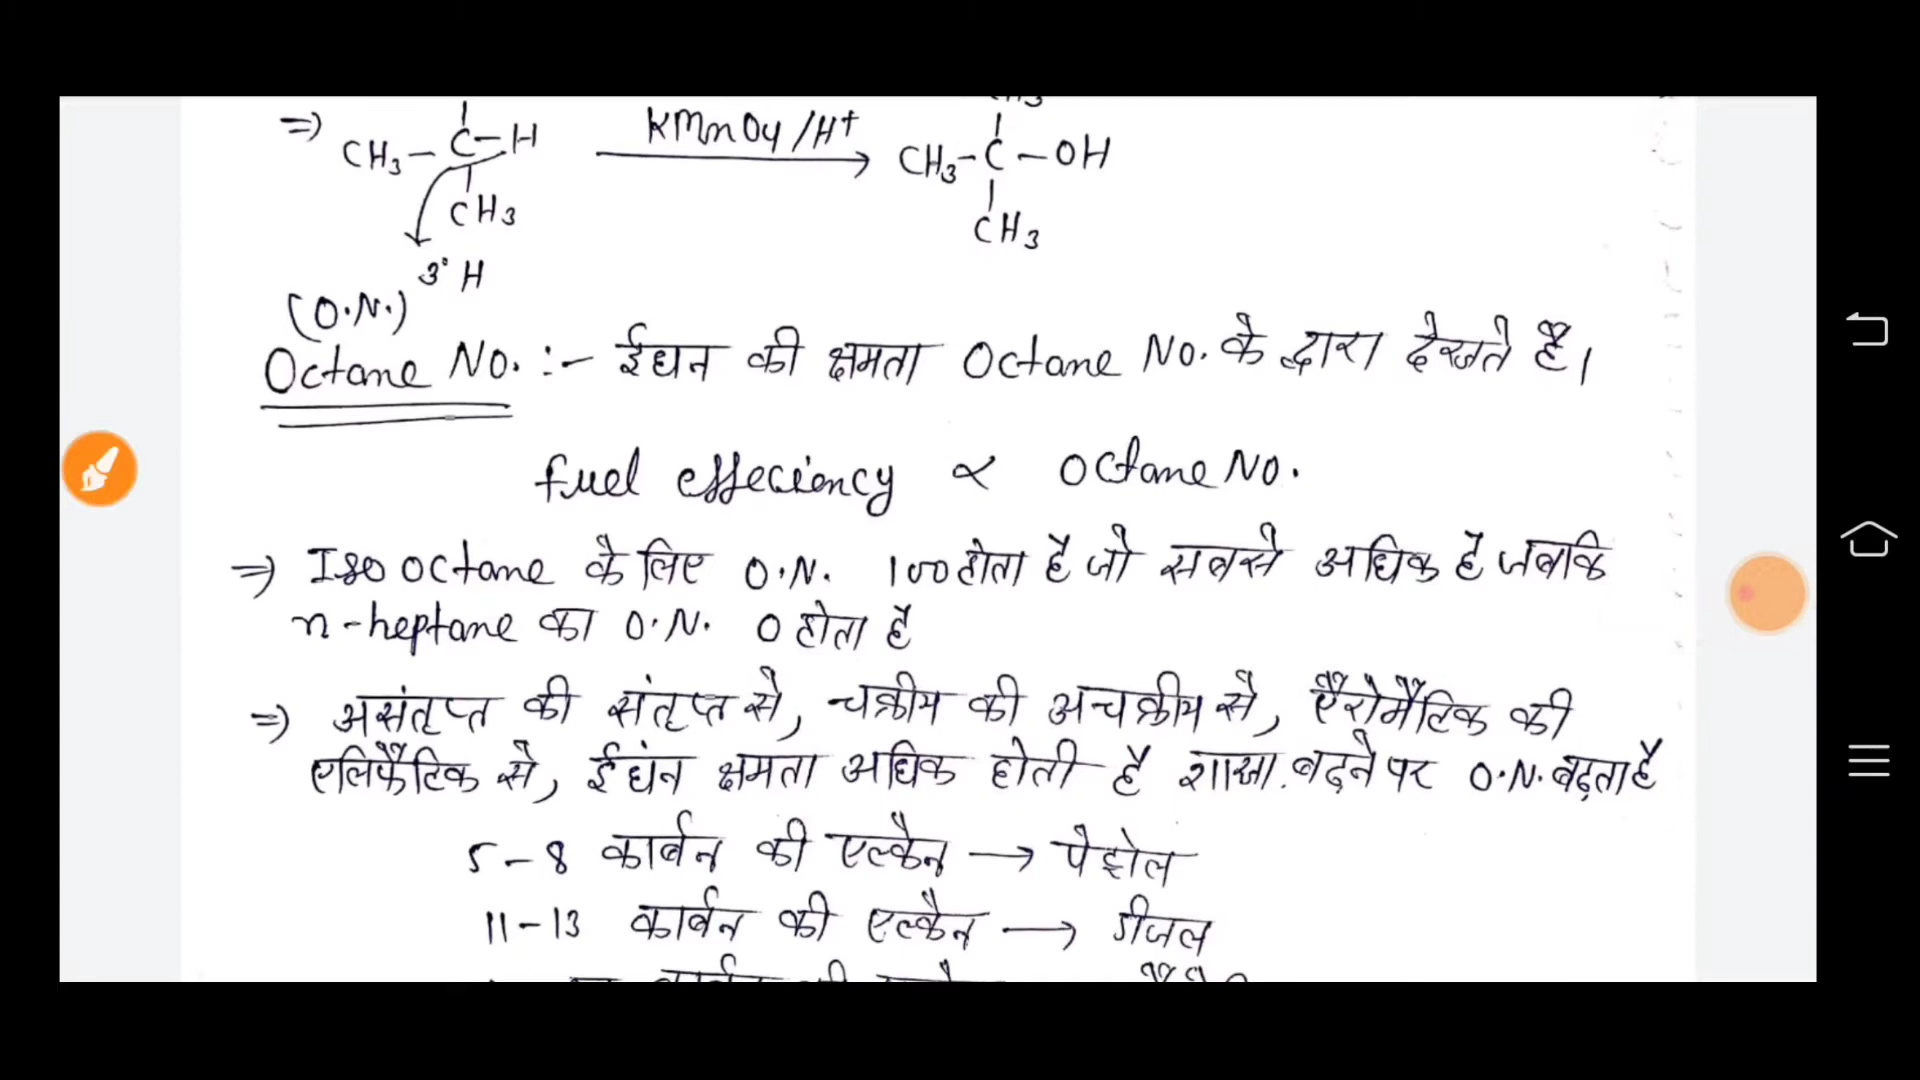 ⇒ CH₃ – C – H  KMnO₄/H⁺ →  CH₃ – C – OH
CH₃  CH₃
3° H
(O.N.)
Octane No. :- ईधन की क्षमता Octane No. के द्वारा देखते हैं।
fuel effeciency ∝ Octane No.
⇒ Iso octane के लिए O.N. 100 होता है जो सबसे अधिक है जबकि
n-heptane का O.N. 0 होता है
⇒ असंतृप्त की संतृप्त से, चक्रीय की अचक्रीय से, ऐरोमैटिक की
एलिफैटिक से, ईधंन क्षमता अधिक होती है शाखा बढ़ने पर O.N. बढ़ता है
5-8 कार्बन की एल्केन → पेट्रोल
11-13 कार्बन की एल्केन → डीजल